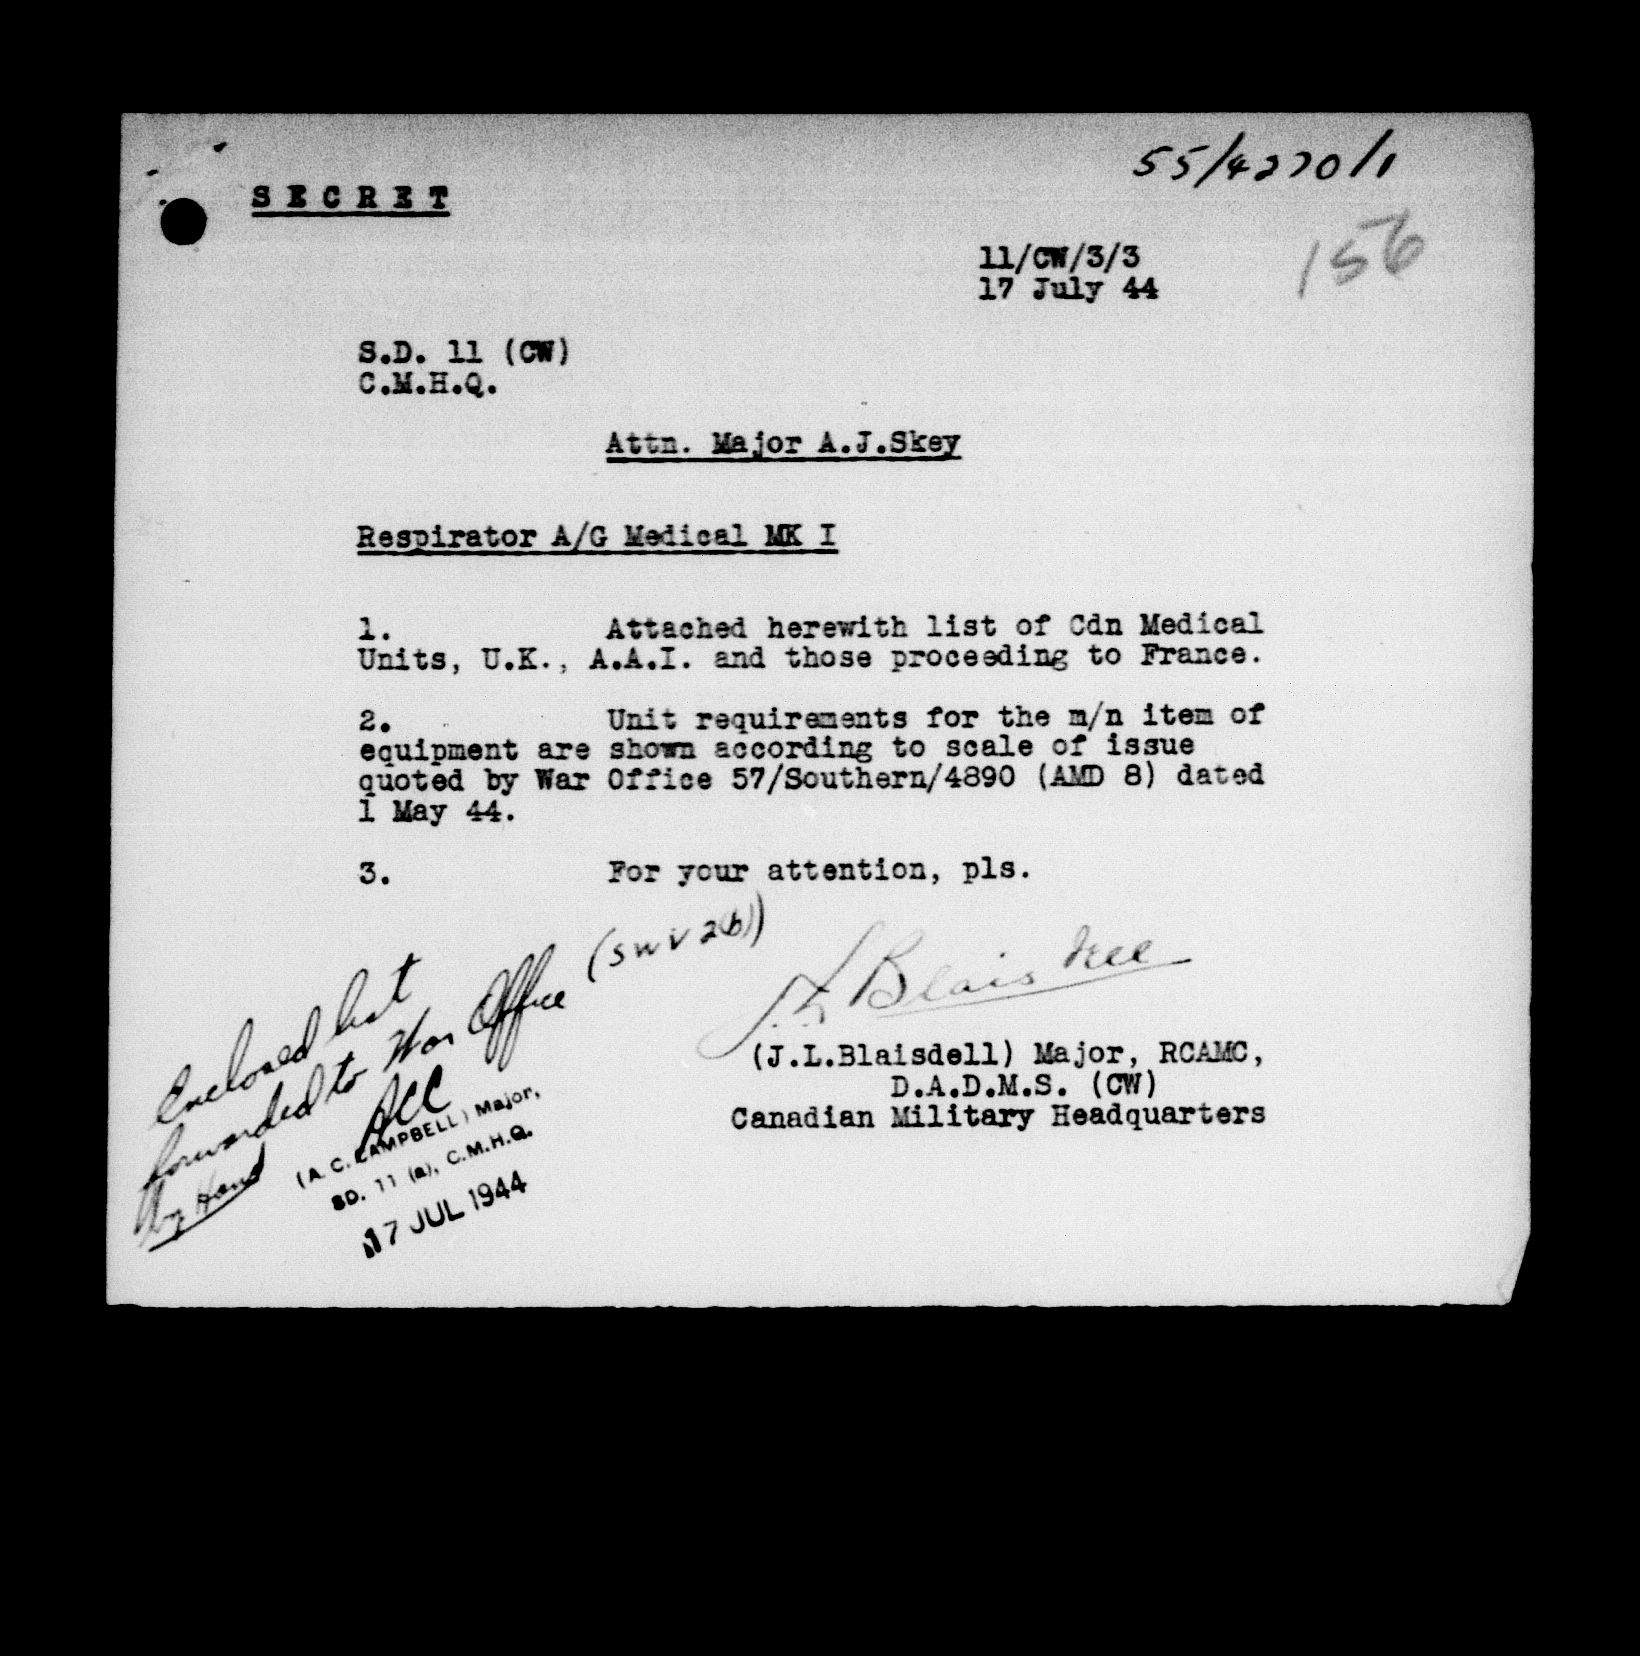 55/4270/1
SECRET
156
11/CW/3/3
17 July 44
S.D. 11 (CW)
C.M.H.Q.
Attn. Major A.J.Skey
Respirator A/G Medical MK I
1. Attached herewith list of Cdn Medical
Units, U.K., A.A.I. and those proceeding to France.
2. Unit requirements for the m/n item of
equipment are shown according to scale of issue
quoted by War Office 57/Southern/4890 (AMD 8) dated
1 May 44.
3. For your attention, pls.
Enclosed list
forwarded to War Office (SWV2(b))
by Hand
ACC
(A. C. CAMPBELL) Major,
SD. 11 (a), C.M.H.Q.
17 JUL 1944
J.L. Blaisdell
(J.L.Blaisdell) Major, RCAMC,
D.A.D.M.S. (CW)
Canadian Military Headquarters